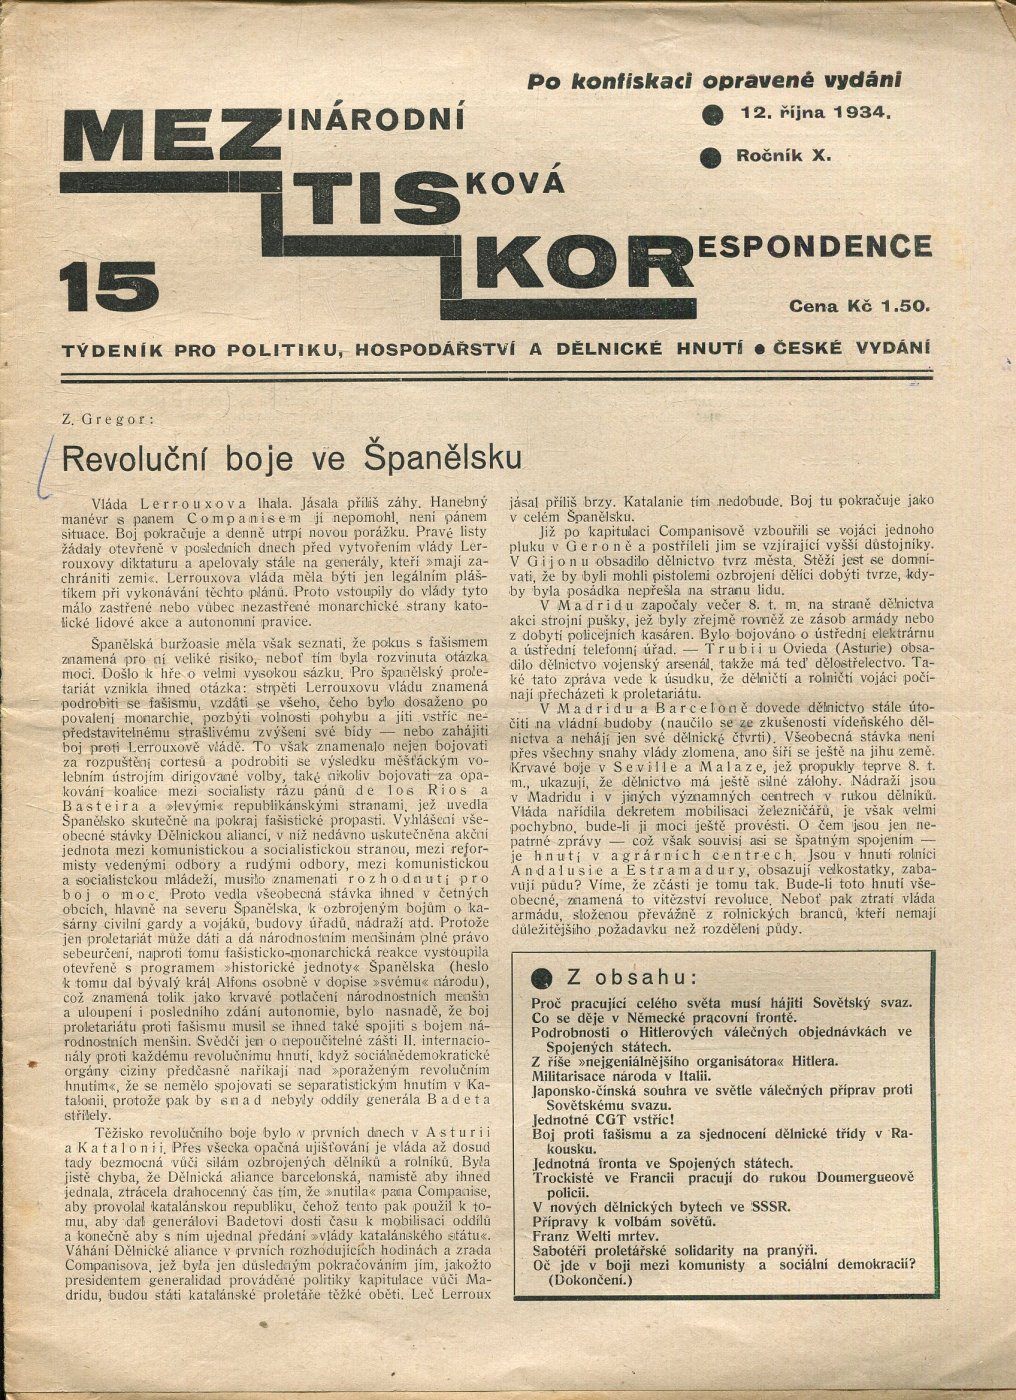 Po konfiskaci opravené vydání
MEZINÁRODNÍ
12. října 1934.
Ročník X.
TISKOVÁ
KORESPONDENCE
15
Cena Kč 1.50.
TÝDENÍK PRO POLITIKU, HOSPODÁŘSTVÍ A DĚLNICKÉ HNUTÍ ● ČESKÉ VYDÁNÍ
Z. Gregor:
Revoluční boje ve Španělsku
Vláda Lerrouxova lhala. Jásala příliš záhy. Hanebný
manévr s panem Companisem jí nepomohl, není pánem
situace. Boj pokračuje a denně utrpí novou porážku. Pravé listy
žádaly otevřeně v posledních dnech před vytvořením vlády Ler-
rouxovy diktaturu a apelovaly stále na generály, kteří »mají za-
chrániti zemi«. Lerrouxova vláda měla býti jen legálním pláš-
tíkem při vykonávání těchto plánů. Proto vstoupily do vlády tyto
málo zastřené nebo vůbec nezastřené monarchické strany kato-
lické lidové akce a autonomní pravice.
Španělská buržoasie měla však seznati, že pokus s fašismem
znamená pro ni veliké risiko, neboť tím byla rozvinuta otázka
moci. Došlo k hře o velmi vysokou sázku. Pro španělský prole-
tariát vznikla ihned otázka: strpěti Lerrouxovu vládu znamená
podrobiti se fašismu, vzdáti se všeho, čeho bylo dosaženo po
povalení monarchie, pozbýti volnosti pohybu a jíti vstříc ne-
představitelnému strašlivému zvýšení své bídy — nebo zahájiti
boj proti Lerrouxově vládě. To však znamenalo nejen bojovati
za rozpuštění cortesů a podrobiti se výsledku měšťáckým vo-
lebním ústrojím dirigované volby, také nikoliv bojovati za opa-
kování koalice mezi socialisty rázu pánů de los Rios a
Basteira a »levými« republikánskými stranami, jež uvedla
Španělsko skutečně na pokraj fašistické propasti. Vyhlášení vše-
obecné stávky Dělnickou aliancí, v níž nedávno uskutečněna akční
jednota mezi komunistickou a socialistickou stranou, mezi refor-
misty vedenými odbory a rudými odbory, mezi komunistickou
a socialistckou mládeží, musilo znamenati rozhodnutí pro
boj o moc. Proto vedla všeobecná stávka ihned v četných
obcích, hlavně na severu Španělska, k ozbrojeným bojům o ka-
sárny civilní gardy a vojáků, budovy úřadů, nádraží atd. Protože
jen proletariát může dáti a dá národnostním menšinám plné právo
sebeurčení, naproti tomu fašisticko-monarchická reakce vystoupila
otevřeně s programem »historické jednoty« Španělska (heslo
k tomu dal bývalý král Alfons osobně v dopise »svému« národu),
což znamená tolik jako krvavé potlačení národnostních menšin
a uloupení i posledního zdání autonomie, bylo nasnadě, že boj
proletariátu proti fašismu musil se ihned také spojiti s bojem ná-
rodnostních menšin. Svědčí jen o nepoučitelné zášti II. internacio-
nály proti každému revolučnímu hnutí, když sociálnědemokratické
orgány ciziny předčasně naříkají nad »poraženým revolučním
hnutím«, že se nemělo spojovati se separatistickým hnutím v Ka-
talonii, protože pak by snad nebyly oddíly generála Badeta
střílely.
Těžisko revolučního boje bylo v prvních dnech v Asturii
a Katalonii. Přes všecka opačná ujišťování je vláda až dosud
tady bezmocná vůči silám ozbrojených dělníků a rolníků. Byla
jistě chyba, že Dělnická aliance barcelonská, namístě aby ihned
jednala, ztrácela drahocenný čas tím, že »nutila« pana Companise,
aby provolal katalánskou republiku, čehož tento pak použil k to-
mu, aby dal generálovi Badetovi dosti času k mobilisaci oddílů
a konečně aby s ním ujednal předání »vlády katalánského státu«.
Váhání Dělnické aliance v prvních rozhodujících hodinách a zrada
Companisova, jež byla jen důsledným pokračováním jím, jakožto
presidentem generalidad prováděné politiky kapitulace vůči Ma-
dridu, budou státi katalánské proletáře těžké oběti. Leč Lerroux
jásal příliš brzy. Katalanie tím nedobude. Boj tu pokračuje jako
v celém Španělsku.
Již po kapitulaci Companisově vzbouřili se vojáci jednoho
pluku v Geroně a postříleli jim se vzjírající vyšší důstojníky.
V Gijonu obsadilo dělnictvo tvrz města. Stěží jest se domní-
vati, že by byli mohli pistolemi ozbrojení dělíci dobýti tvrze, kdy-
by byla posádka nepřešla na stranu lidu.
V Madridu započaly večer 8. t. m. na straně dělnictva
akci strojní pušky, jež byly zřejmě rovněž ze zásob armády nebo
z dobytí policejních kasáren. Bylo bojováno o ústřední elektrárnu
a ústřední telefonní úřad. — Trubii u Ovieda (Asturie) obsa-
dilo dělnictvo vojenský arsenál, takže má teď dělostřelectvo. Ta-
ké tato zpráva vede k úsudku, že dělničtí a rolničtí vojáci počí-
nají přecházeti k proletariátu.
V Madridu a Barceloně dovede dělnictvo stále úto-
čiti na vládní budoby (naučilo se ze zkušenosti vídeňského děl-
nictva a nehájí jen své dělnické čtvrti). Všeobecná stávka není
přes všechny snahy vlády zlomena, ano šíří se ještě na jihu země.
Krvavé boje v Seville a Malaze, jež propukly teprve 8. t.
m., ukazují, že dělnictvo má ještě silné zálohy. Nádraží jsou
v Madridu i v jiných významných centrech v rukou dělníků.
Vláda nařídila dekretem mobilisaci železničářů, je však velmi
pochybno, bude-li ji moci ještě provésti. O čem jsou jen ne-
patrné zprávy — což však souvisí asi se špatným spojením —
je hnutí v agrárních centrech. Jsou v hnutí rolníci
Andalusie a Estramadury, obsazují velkostatky, zaba-
vují půdu? Víme, že zčásti je tomu tak. Bude-li toto hnutí vše-
obecné, znamená to vítězství revoluce. Neboť pak ztratí vláda
armádu, složenou převážně z rolnických branců, kteří nemají
důležitějšího požadavku než rozdělení půdy.
● Z obsahu:
Proč pracující celého světa musí hájiti Sovětský svaz.
Co se děje v Německé pracovní frontě.
Podrobnosti o Hitlerových válečných objednávkách ve
Spojených státech.
Z říše »nejgeniálnějšího organisátora« Hitlera.
Militarisace národa v Italii.
Japonsko-čínská souhra ve světle válečných příprav proti
Sovětskému svazu.
Jednotné CGT vstříc!
Boj proti fašismu a za sjednocení dělnické třídy v Ra-
kousku.
Jednotná fronta ve Spojených státech.
Trockisté ve Francii pracují do rukou Doumergueově
policii.
V nových dělnických bytech ve SSSR.
Přípravy k volbám sovětů.
Franz Welti mrtev.
Sabotéři proletářské solidarity na pranýři.
Oč jde v boji mezi komunisty a sociální demokracií?
(Dokončení.)